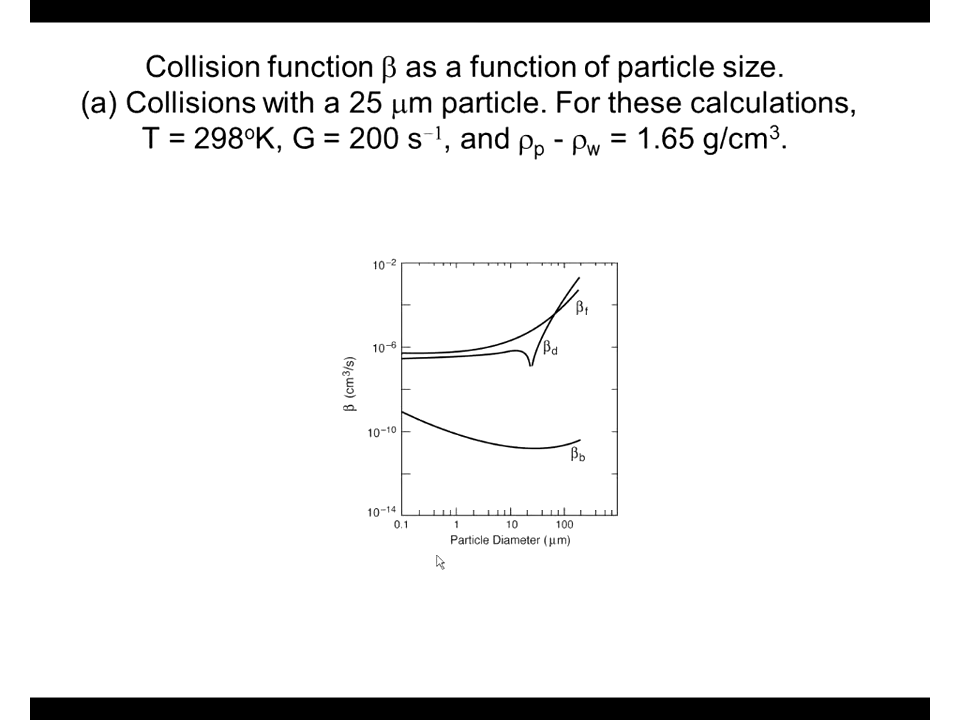 Collision function β as a function of particle size.
(a) Collisions with a 25 μm particle. For these calculations,
T = 298ºK, G = 200 s⁻¹, and ρp - ρw = 1.65 g/cm³.
10⁻²
10⁻⁶
10⁻¹⁰
10⁻¹⁴
β (cm³/s)
βf
βd
βb
0.1 1 10 100
Particle Diameter (μm)